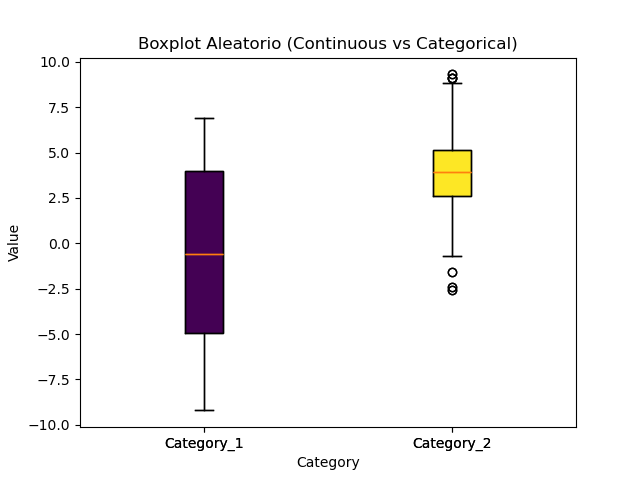 Boxplot Aleatorio (Continuous vs Categorical)
10.0
7.5
5.0
2.5
0.0
−2.5
−5.0
−7.5
−10.0
Value
Category_1
Category_2
Category